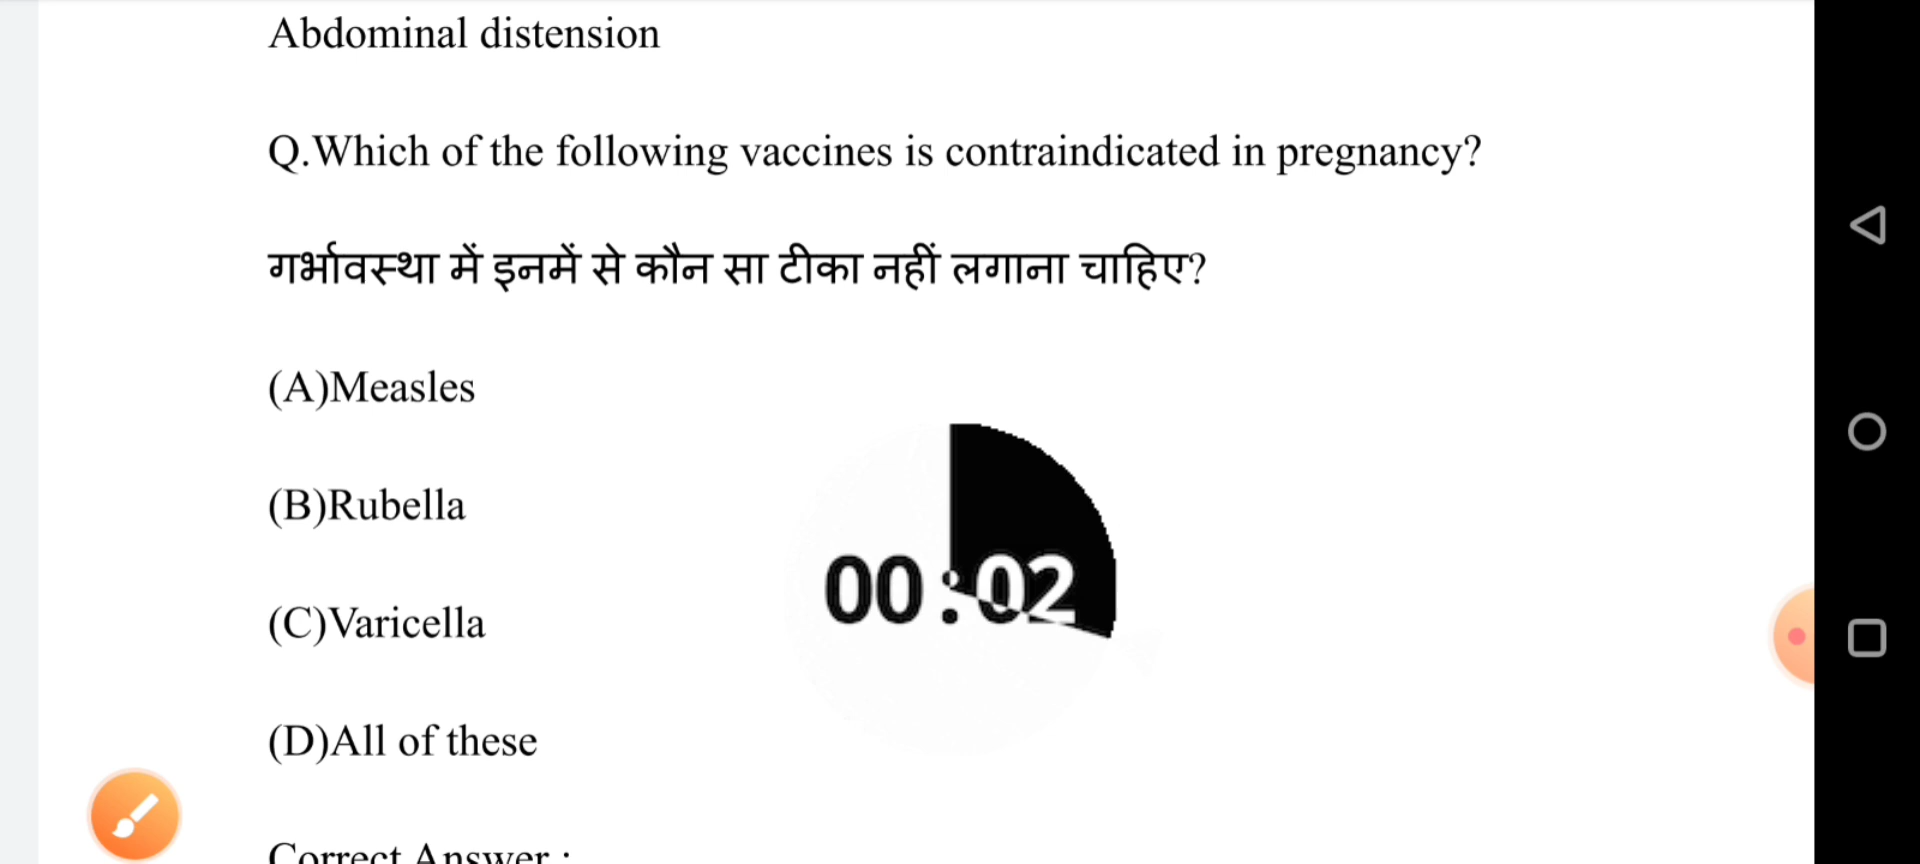 Abdominal distension
Q.Which of the following vaccines is contraindicated in pregnancy?
गर्भावस्था में इनमें से कौन सा टीका नहीं लगाना चाहिए?
(A)Measles
(B)Rubella
00:02
(C)Varicella
(D)All of these
Correct Answer :